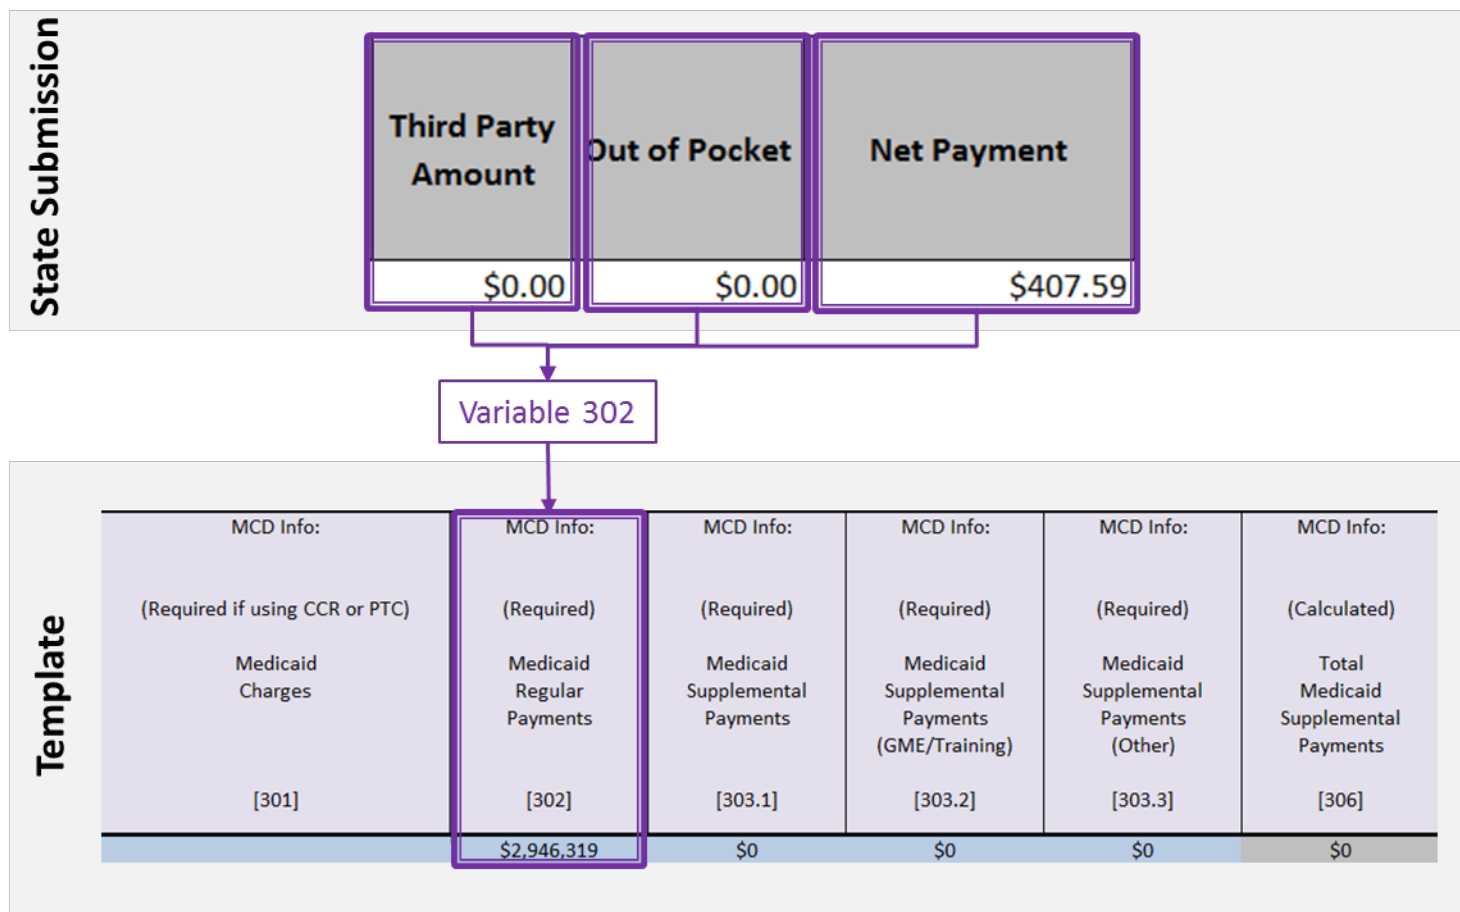 State Submission
Third Party
Amount
Out of Pocket
Net Payment
$0.00
$0.00
$407.59
Variable 302
Template
MCD Info:
(Required if using CCR or PTC)
Medicaid
Charges
[301]
MCD Info:
(Required)
Medicaid
Regular
Payments
[302]
$2,946,319
MCD Info:
(Required)
Medicaid
Supplemental
Payments
[303.1]
$0
MCD Info:
(Required)
Medicaid
Supplemental
Payments
(GME/Training)
[303.2]
$0
MCD Info:
(Required)
Medicaid
Supplemental
Payments
(Other)
[303.3]
$0
MCD Info:
(Calculated)
Total
Medicaid
Supplemental
Payments
[306]
$0